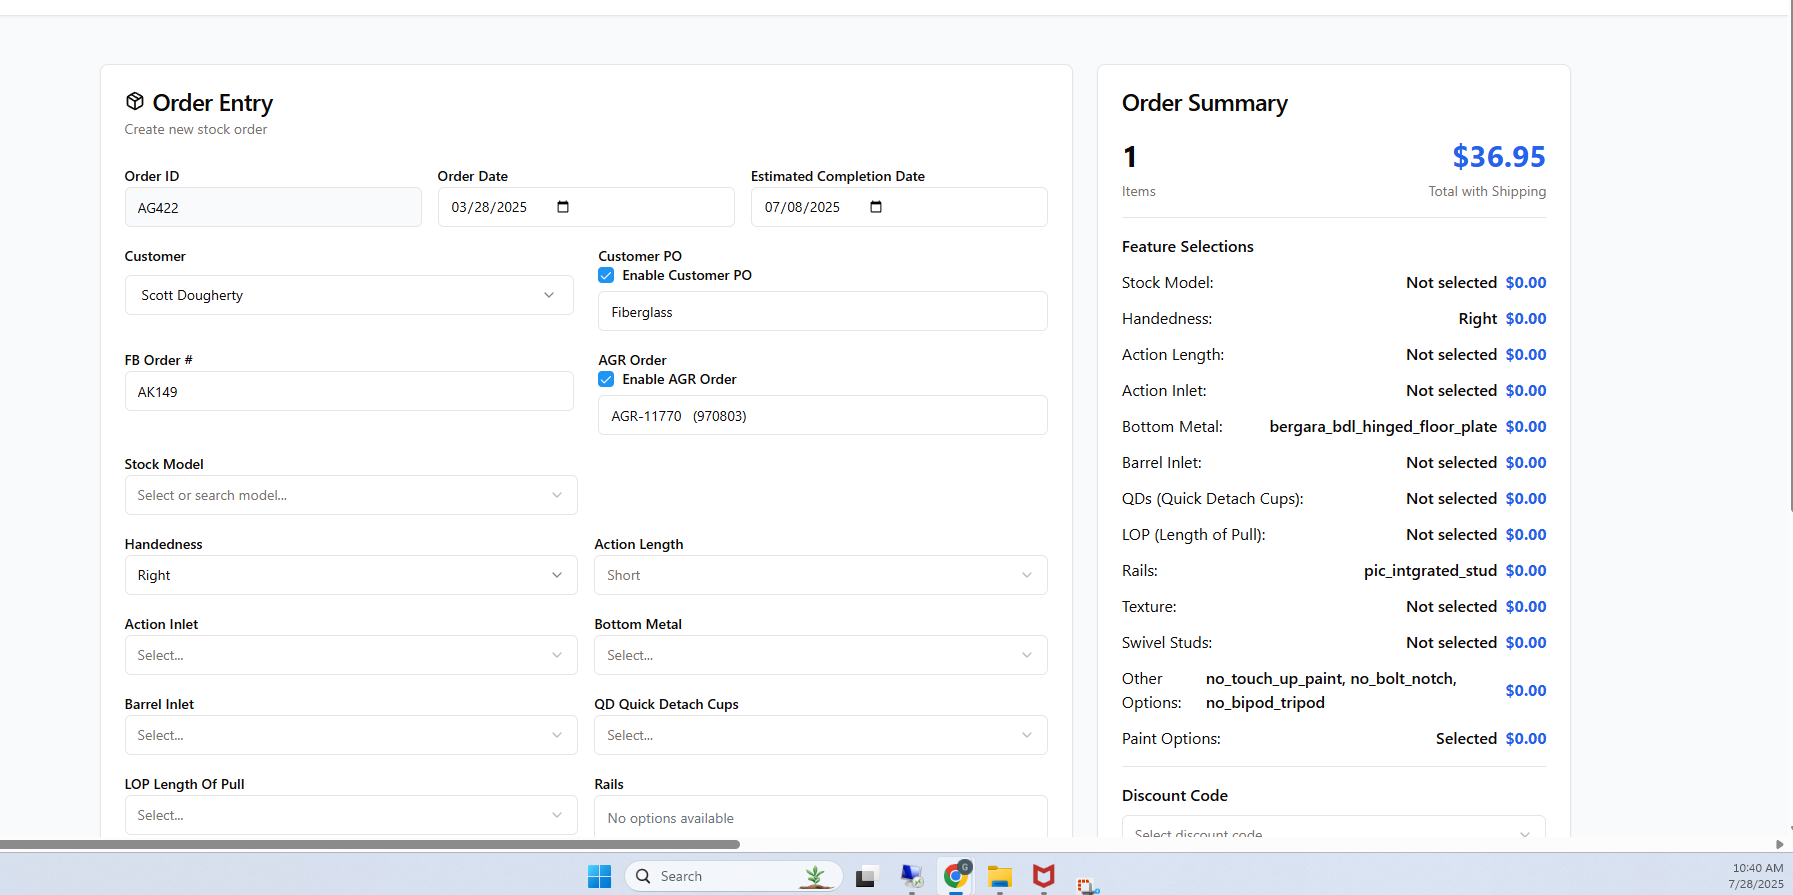 Order Entry
Create new stock order
Order ID
Order Date
Estimated Completion Date
AG422
03/28/2025
07/08/2025
Customer
Customer PO
Enable Customer PO
Scott Dougherty
Fiberglass
FB Order #
AGR Order
Enable AGR Order
AK149
AGR-11770 (970803)
Stock Model
Select or search model...
Handedness
Action Length
Right
Short
Action Inlet
Bottom Metal
Select...
Select...
Barrel Inlet
QD Quick Detach Cups
Select...
Select...
LOP Length Of Pull
Rails
Select...
No options available
Order Summary
1
$36.95
Items
Total with Shipping
Feature Selections
Stock Model: Not selected $0.00
Handedness: Right $0.00
Action Length: Not selected $0.00
Action Inlet: Not selected $0.00
Bottom Metal: bergara_bdl_hinged_floor_plate $0.00
Barrel Inlet: Not selected $0.00
QDs (Quick Detach Cups): Not selected $0.00
LOP (Length of Pull): Not selected $0.00
Rails: pic_intgrated_stud $0.00
Texture: Not selected $0.00
Swivel Studs: Not selected $0.00
Other Options: no_touch_up_paint, no_bolt_notch,
no_bipod_tripod $0.00
Paint Options: Selected $0.00
Discount Code
Select discount code
Search
G
10:40 AM
7/28/2025